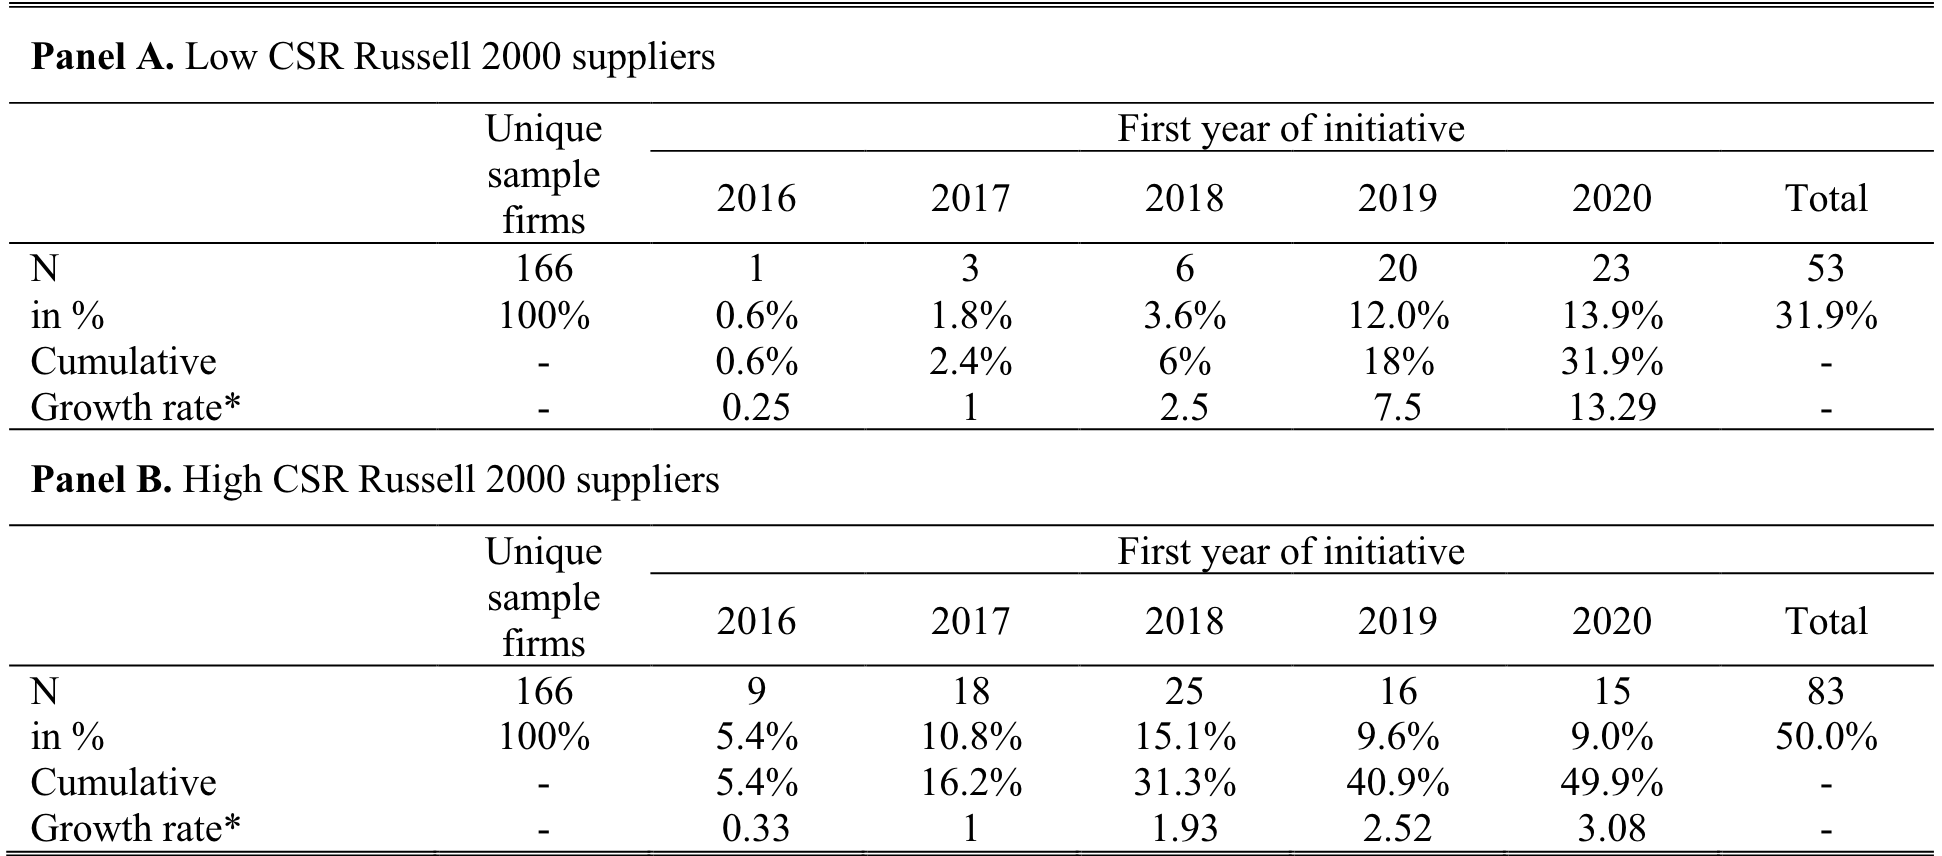 Panel A. Low CSR Russell 2000 suppliers
Unique sample firms First year of initiative
2016 2017 2018 2019 2020 Total
N 166 1 3 6 20 23 53
in % 100% 0.6% 1.8% 3.6% 12.0% 13.9% 31.9%
Cumulative - 0.6% 2.4% 6% 18% 31.9% -
Growth rate* - 0.25 1 2.5 7.5 13.29 -
Panel B. High CSR Russell 2000 suppliers
Unique sample firms First year of initiative
2016 2017 2018 2019 2020 Total
N 166 9 18 25 16 15 83
in % 100% 5.4% 10.8% 15.1% 9.6% 9.0% 50.0%
Cumulative - 5.4% 16.2% 31.3% 40.9% 49.9% -
Growth rate* - 0.33 1 1.93 2.52 3.08 -